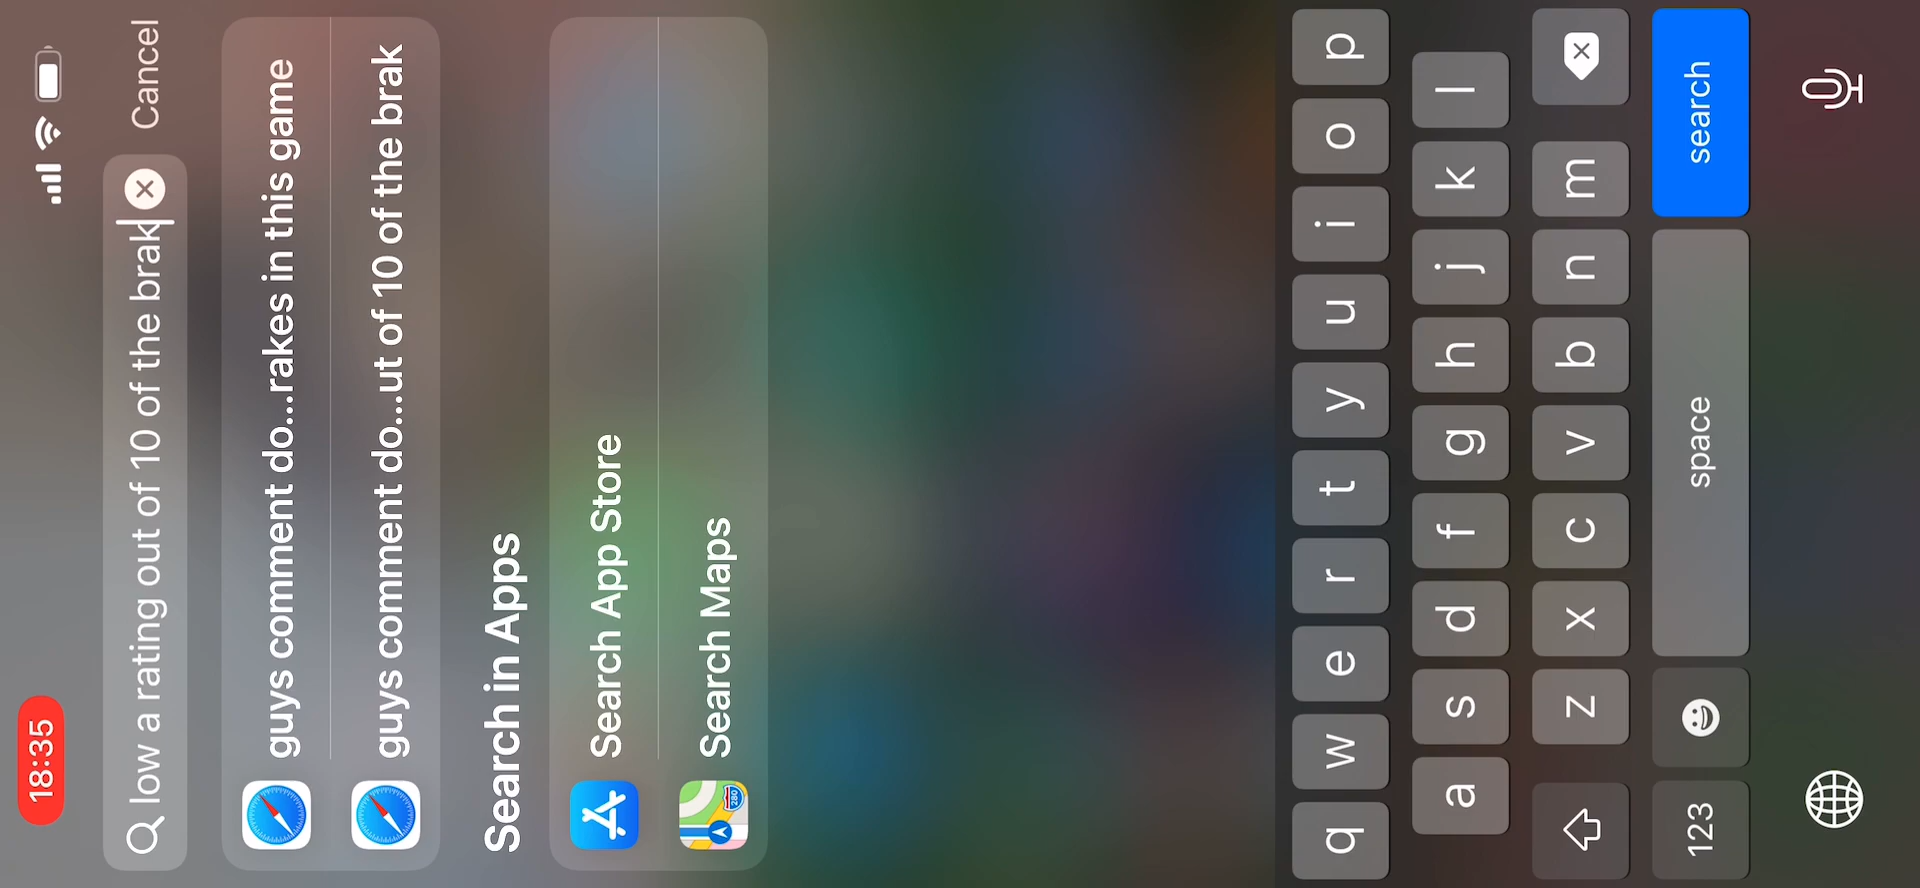 18:35
low a rating out of 10 of the brak
Cancel
guys comment do...rakes in this game
guys comment do...ut of 10 of the brak
Search in Apps
Search App Store
280
Search Maps
q w e r t y u i o p
a s d f g h j k l
z x c v b n m
123 space search